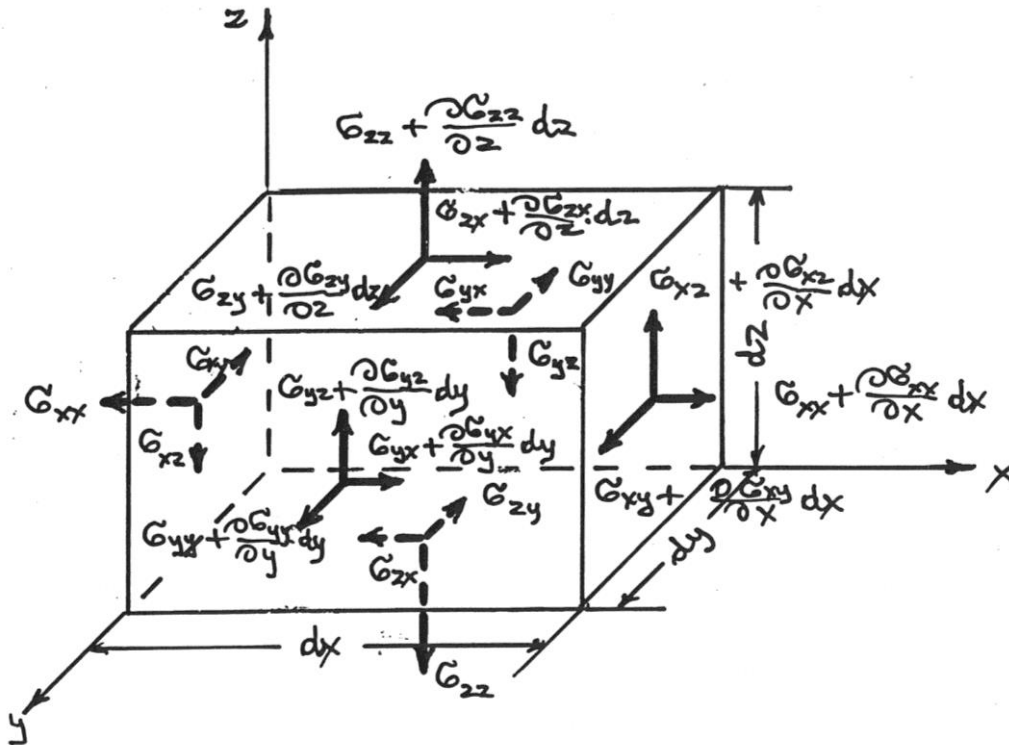 z
σzz + ∂σzz/∂z dz
σzx + ∂σzx/∂z · dz
σzy + ∂σzy/∂z dz
σyx
σyy
σxz + ∂σxz/∂x dx
dz
σxy
σyz
σxx
σyz + ∂σyz/∂y dy
σxx + ∂σxx/∂x dx
σxz
σyx + ∂σyx/∂y dy
x
σzy
σxy + ∂σxy/∂x dx
σyy + ∂σyy/∂y dy
σzx
dy
dx
σzz
y